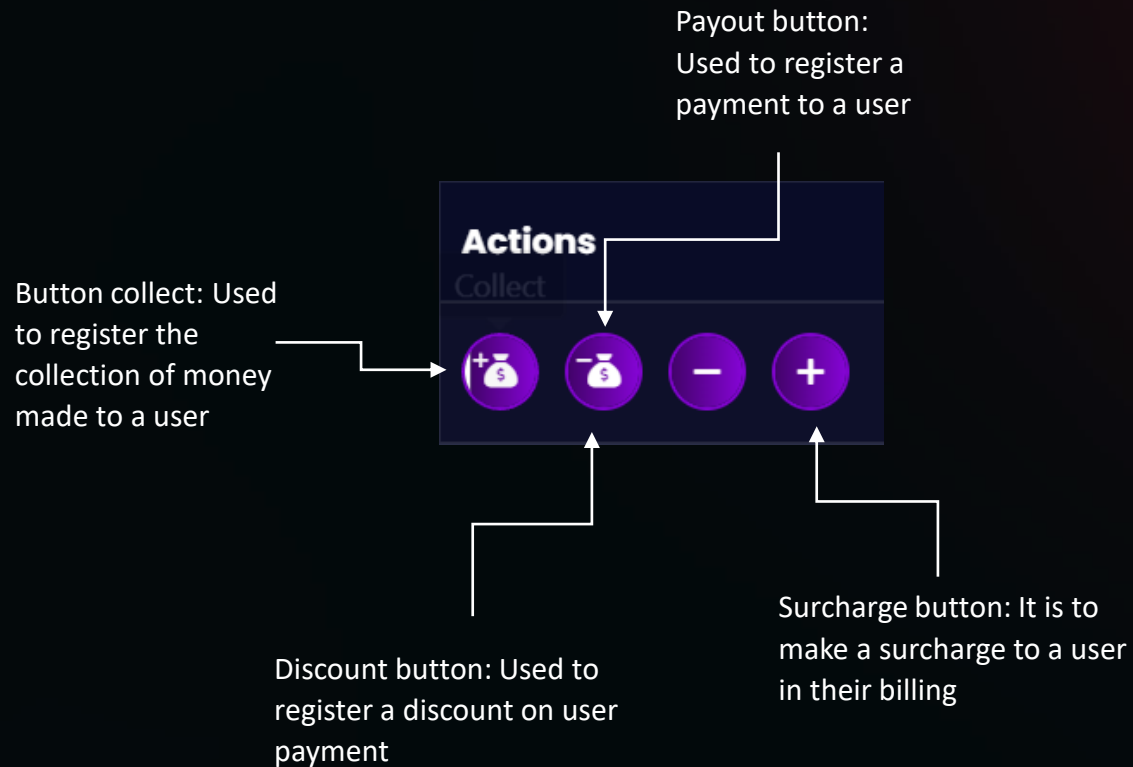 Payout button:
Used to register a
payment to a user
Actions
Collect
Button collect: Used
to register the
collection of money
made to a user
+$
-$
−
+
Discount button: Used to
register a discount on user
payment
Surcharge button: It is to
make a surcharge to a user
in their billing